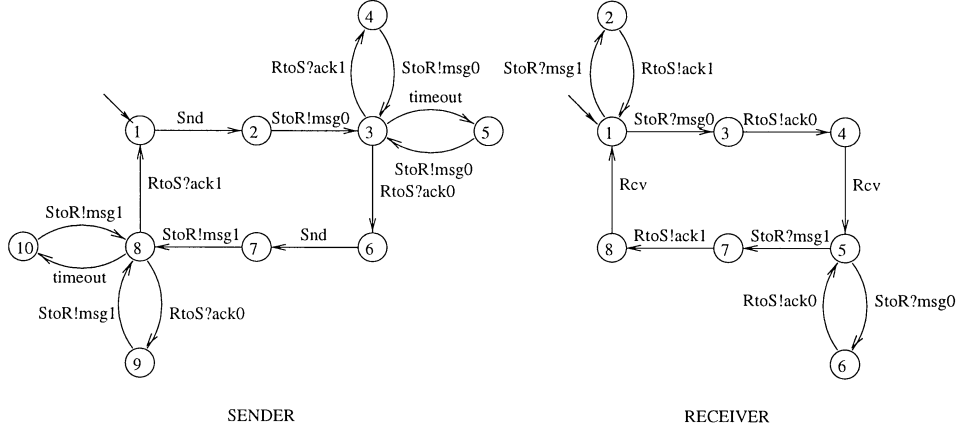 4
2
RtoS?ack1
StoR!msg0
StoR?msg1
RtoS!ack1
timeout
1
Snd
2
StoR!msg0
3
5
1
StoR?msg0
3
RtoS!ack0
4
StoR!msg0
RtoS?ack1
RtoS?ack0
Rcv
Rcv
StoR!msg1
10
8
StoR!msg1
7
Snd
6
8
RtoS!ack1
7
StoR?msg1
5
timeout
StoR!msg1
RtoS?ack0
RtoS!ack0
StoR?msg0
9
6
SENDER
RECEIVER